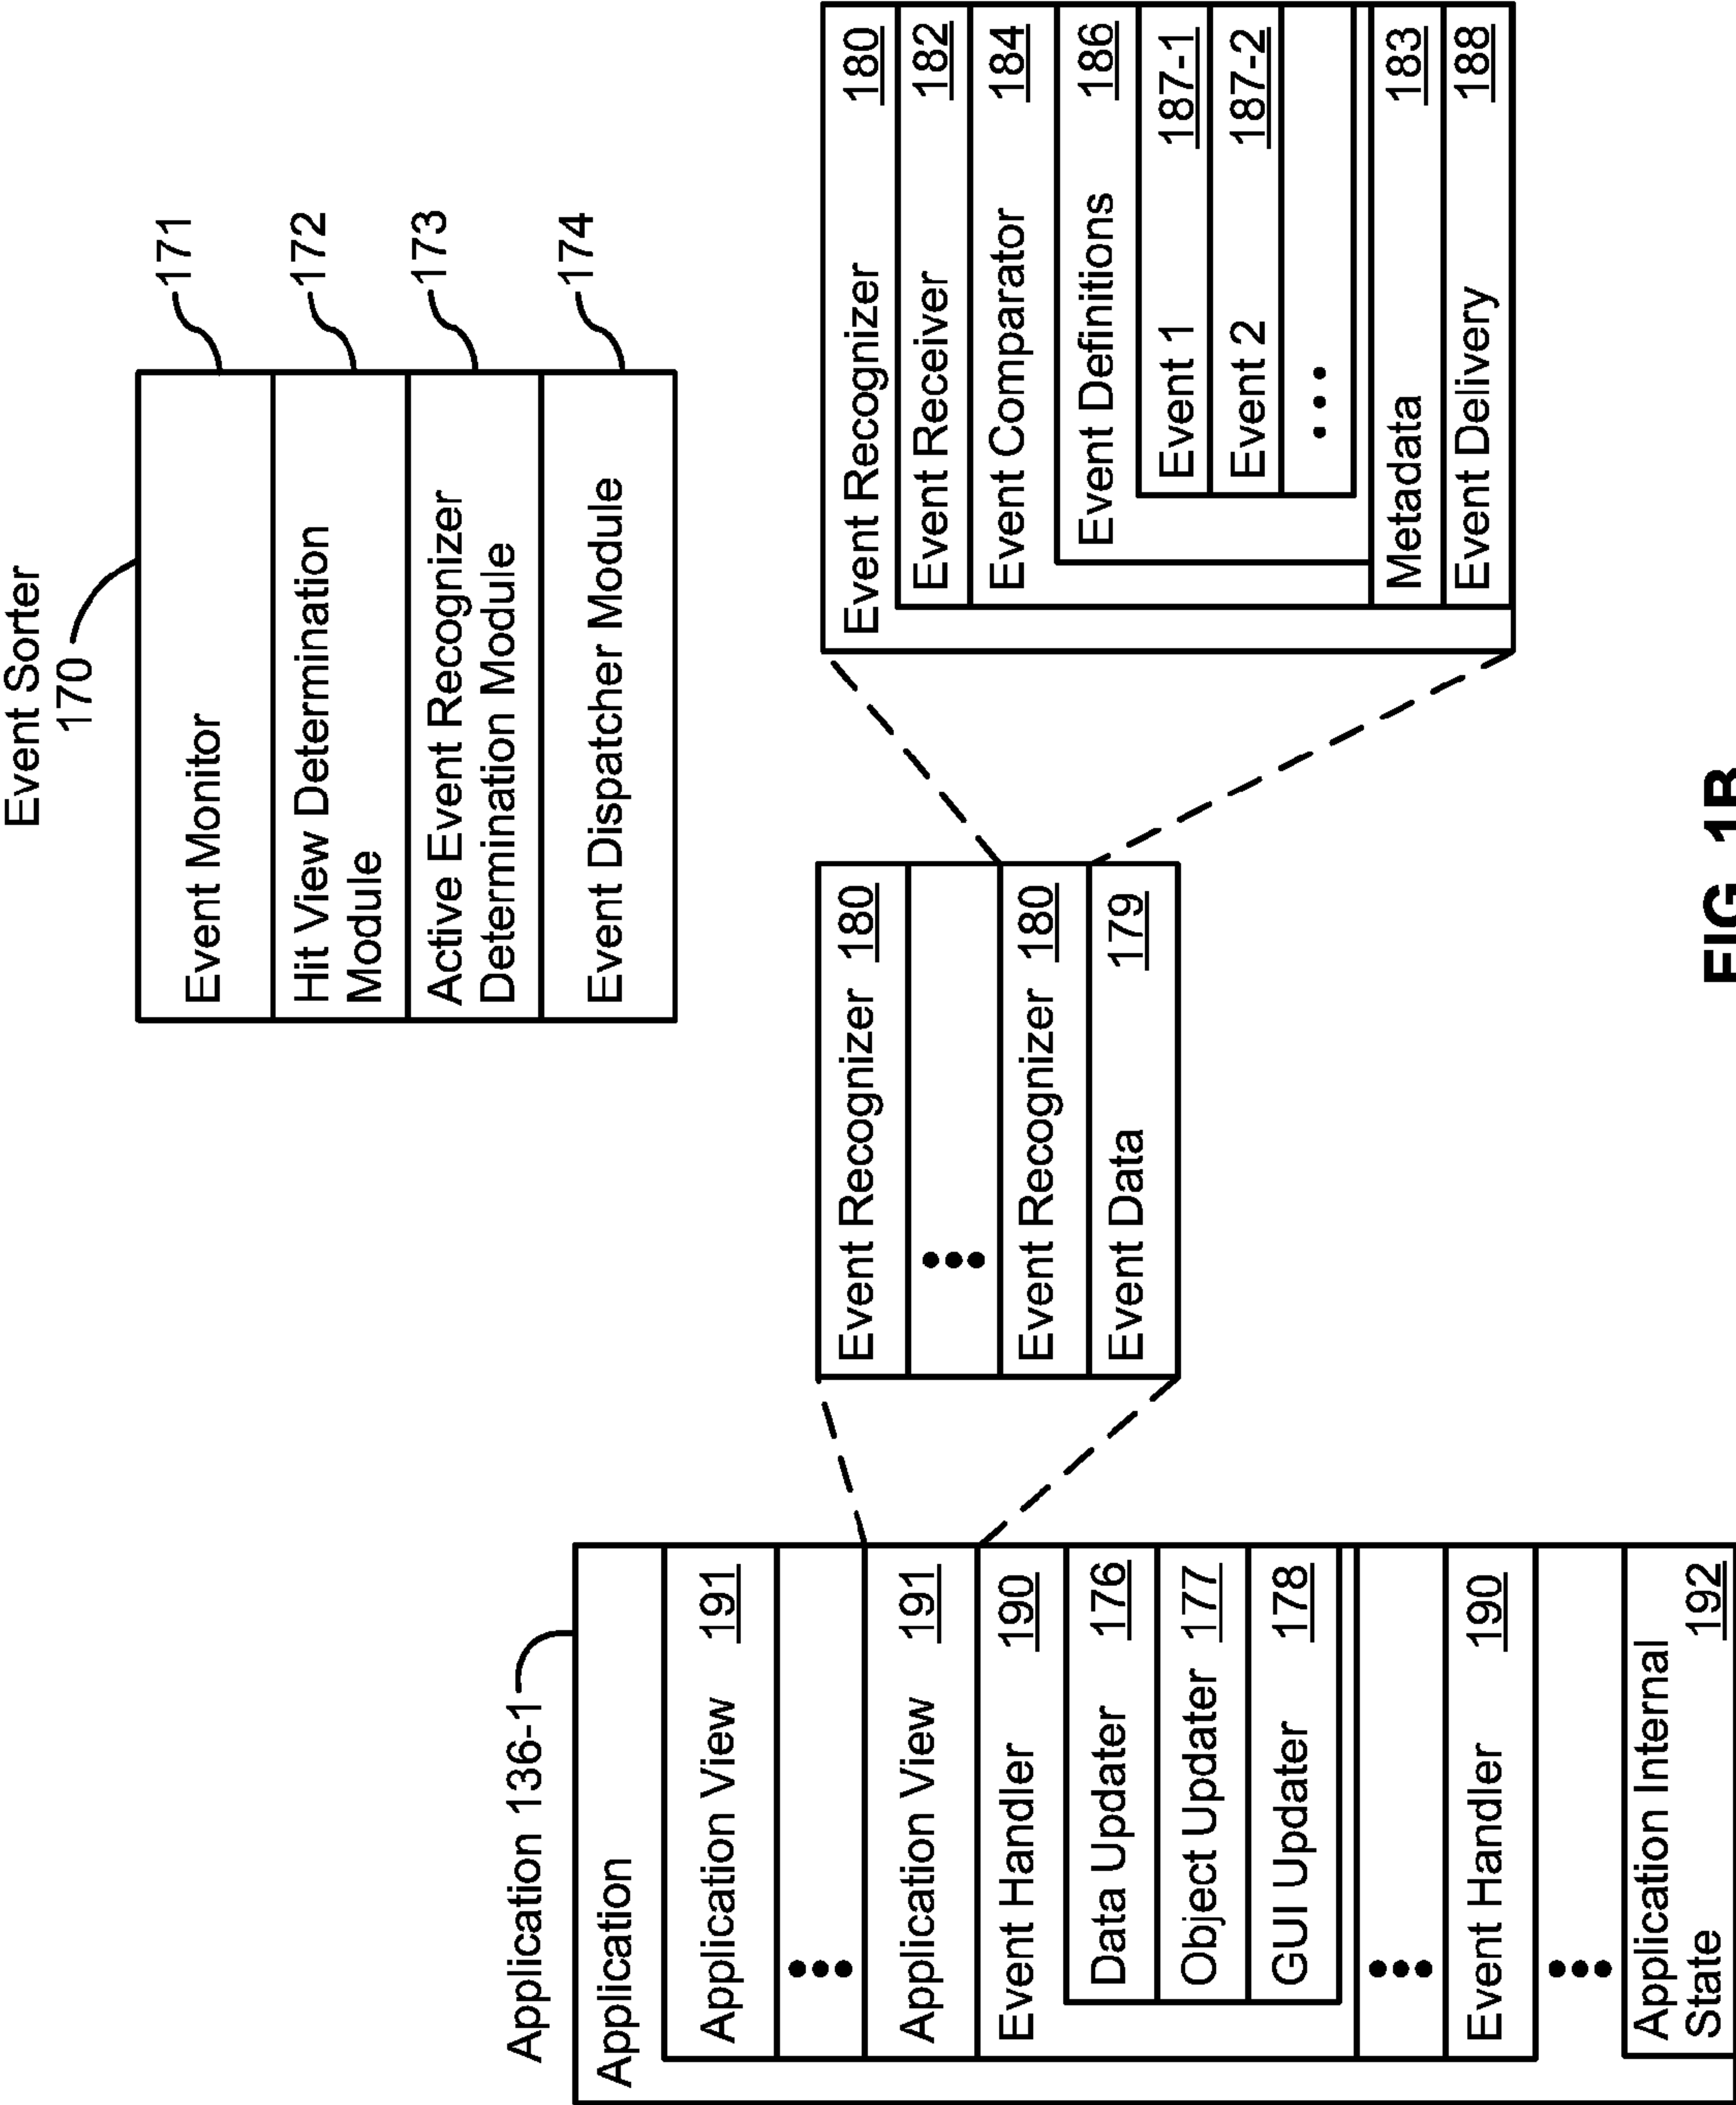 Event Sorter
170
Event Monitor
171
Hit View Determination
Module
172
Active Event Recognizer
Determination Module
173
Event Dispatcher Module
174
Application 136-1
Application
Application View 191
•••
Application View 191
Event Handler 190
Data Updater 176
Object Updater 177
GUI Updater 178
•••
Event Handler 190
•••
Application Internal
State 192
Event Recognizer 180
•••
Event Recognizer 180
Event Data 179
Event Recognizer 180
Event Receiver 182
Event Comparator 184
Event Definitions 186
Event 1 187-1
Event 2 187-2
•••
Metadata 183
Event Delivery 188
FIG. 1B